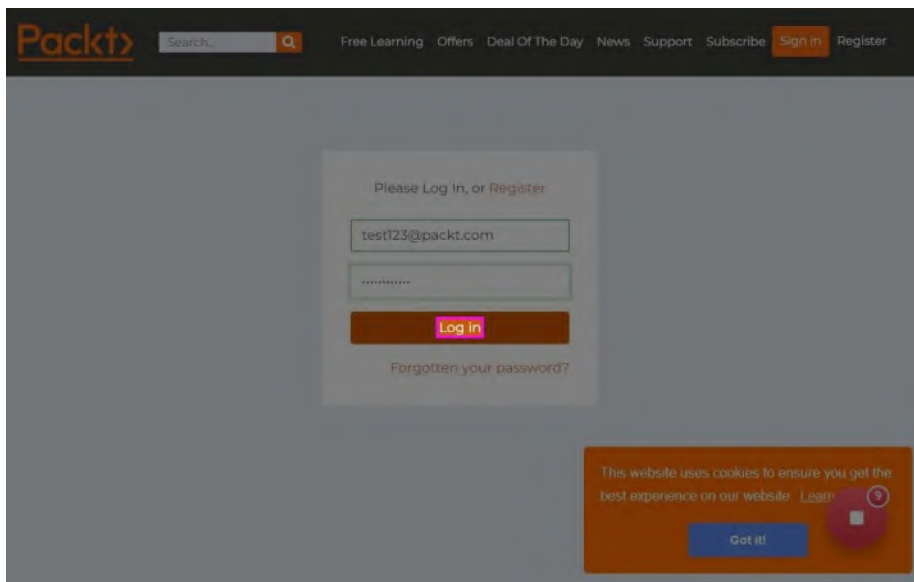 Packt>
Search...
Free Learning Offers Deal Of The Day News Support Subscribe Sign in Register
Please Log In, or Register
test123@packt.com
............
Log in
Forgotten your password?
This website uses cookies to ensure you get the
best experience on our website. Learn
9
Got it!